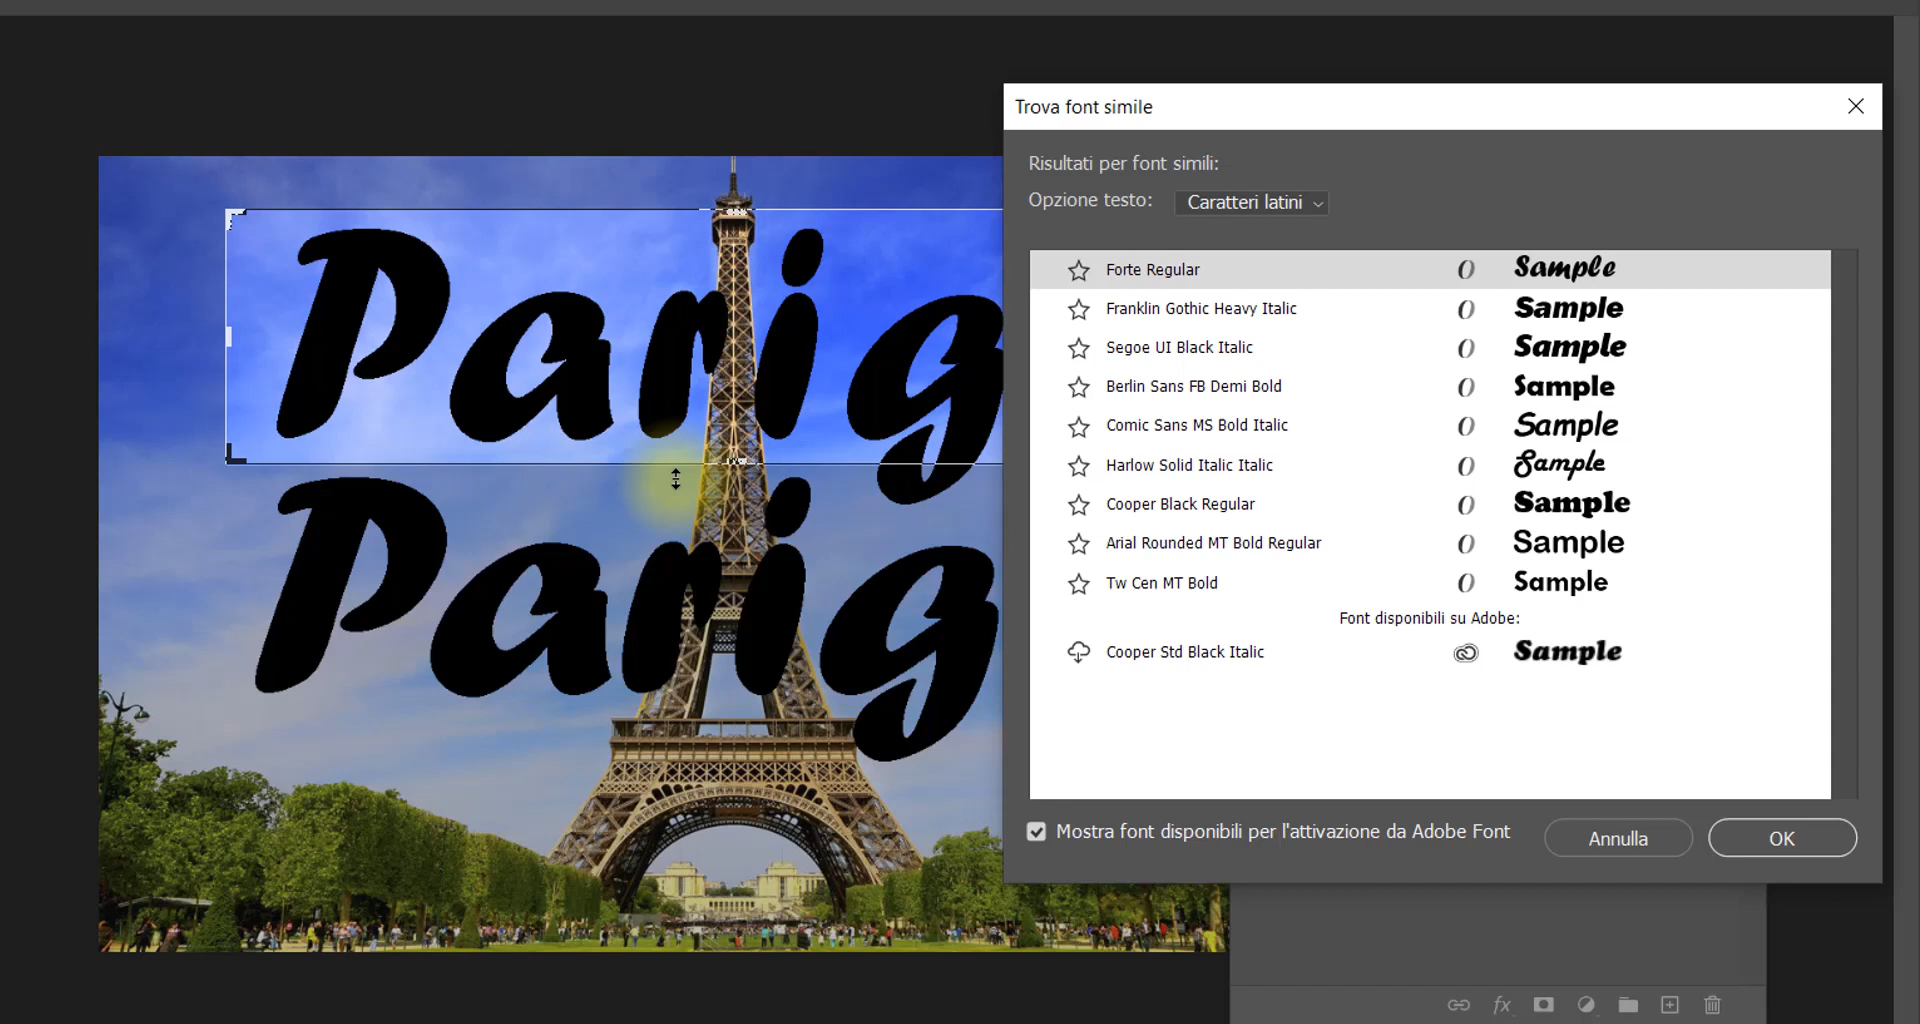 Trova font simile
Risultati per font simili:
Opzione testo: Caratteri latini
Forte Regular O Sample
Franklin Gothic Heavy Italic O Sample
Segoe UI Black Italic O Sample
Berlin Sans FB Demi Bold O Sample
Comic Sans MS Bold Italic O Sample
Harlow Solid Italic Italic O Sample
Cooper Black Regular O Sample
Arial Rounded MT Bold Regular O Sample
Tw Cen MT Bold O Sample
Font disponibili su Adobe:
Cooper Std Black Italic Sample
Mostra font disponibili per l'attivazione da Adobe Font
Annulla OK
Parig
Parig
fx